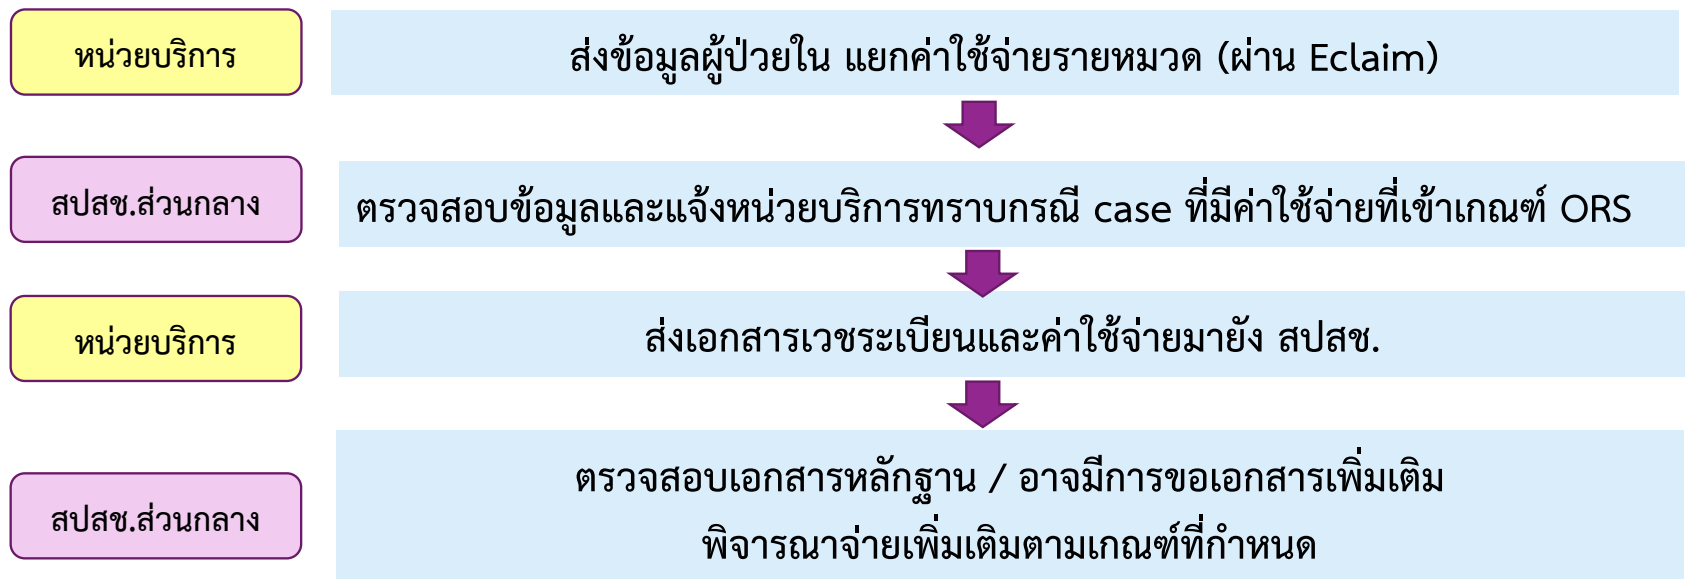 หน่วยบริการ
ส่งข้อมูลผู้ป่วยใน แยกค่าใช้จ่ายรายหมวด (ผ่าน Eclaim)
สปสช.ส่วนกลาง
ตรวจสอบข้อมูลและแจ้งหน่วยบริการทราบกรณี case ที่มีค่าใช้จ่ายที่เข้าเกณฑ์ ORS
หน่วยบริการ
ส่งเอกสารเวชระเบียนและค่าใช้จ่ายมายัง สปสช.
สปสช.ส่วนกลาง
ตรวจสอบเอกสารหลักฐาน / อาจมีการขอเอกสารเพิ่มเติม
พิจารณาจ่ายเพิ่มเติมตามเกณฑ์ที่กำหนด